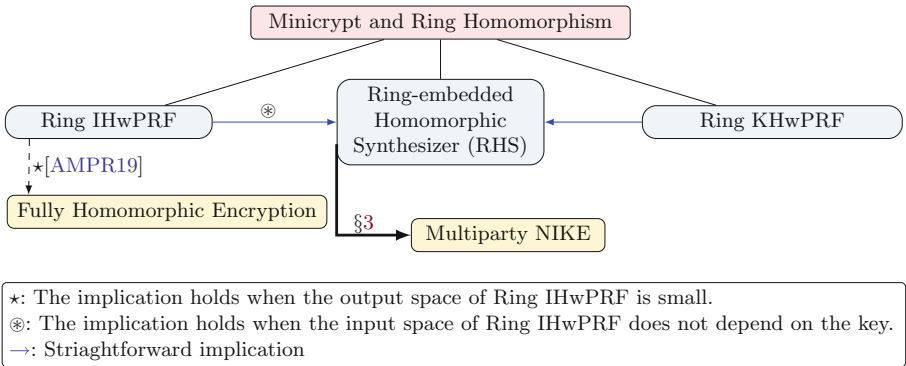 Minicrypt and Ring Homomorphism
Ring IHwPRF
⊛
Ring-embedded
Homomorphic
Synthesizer (RHS)
Ring KHwPRF
⋆[AMPR19]
Fully Homomorphic Encryption
§3
Multiparty NIKE
⋆: The implication holds when the output space of Ring IHwPRF is small.
⊛: The implication holds when the input space of Ring IHwPRF does not depend on the key.
→: Striaghtforward implication